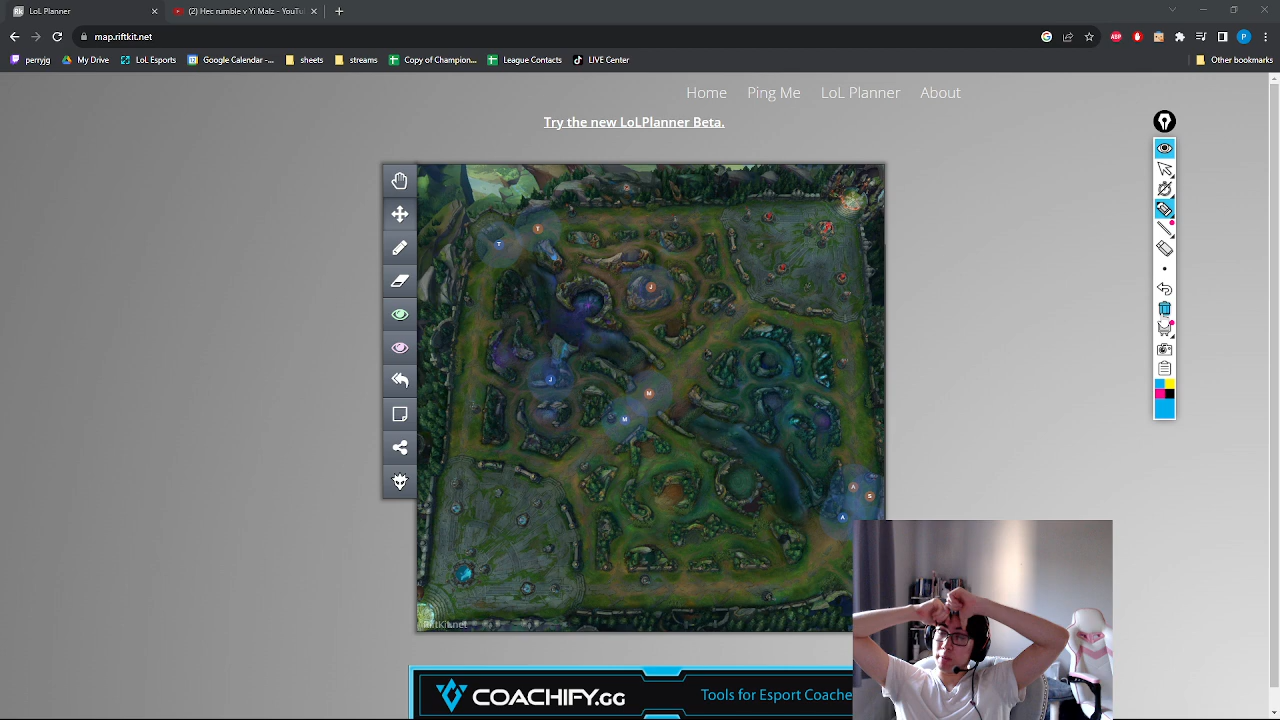 LoL Planner
(2) Hec rumble v Yi Malz - YouTu
map.riftkit.net
perryjg
My Drive
LoL Esports
Google Calendar -...
sheets
streams
Copy of Champion...
League Contacts
LIVE Center
Other bookmarks
Home
Ping Me
LoL Planner
About
Try the new LoLPlanner Beta.
T
T
J
J
M
M
A
S
A
RiftKit.net
COACHIFY.GG
Tools for Esport Coache